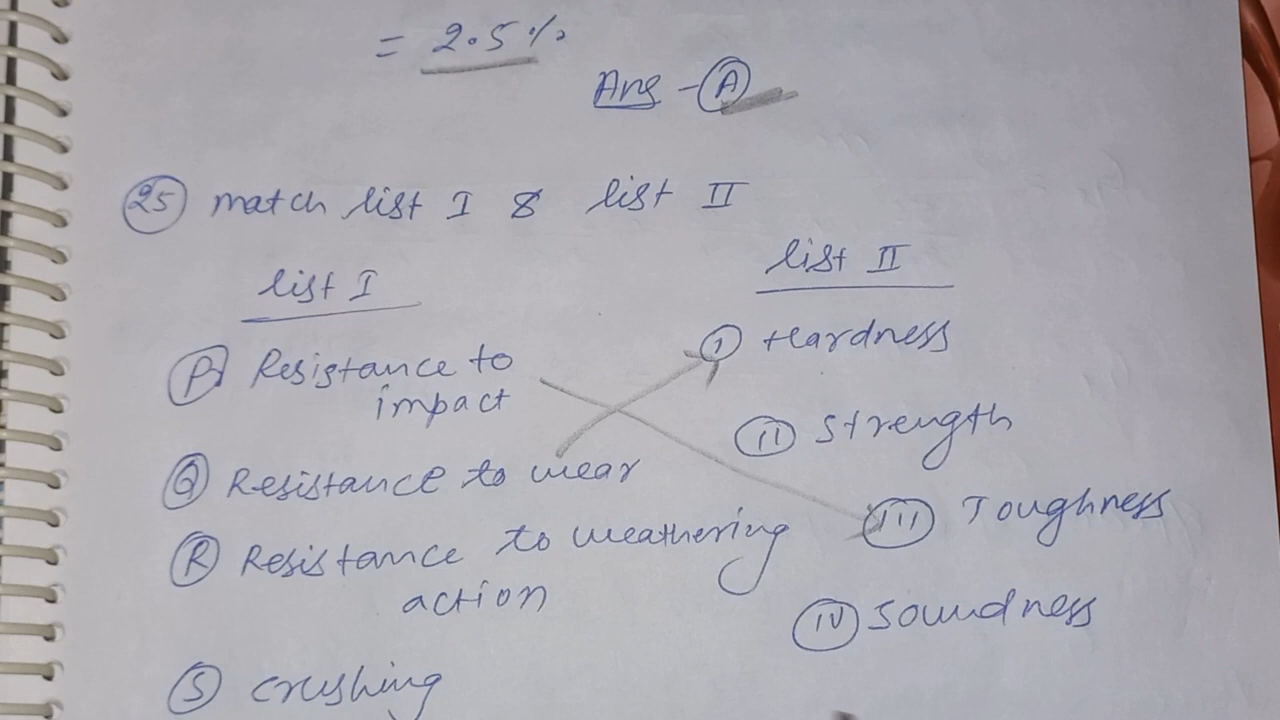 = 2.5%
Ans - A
25 match list I & list II
list I
list II
P Resistance to
impact
I Hardness
II Strength
Q Resistance to wear
III Toughness
R Resistance to weathering
action
IV Soundness
S Crushing